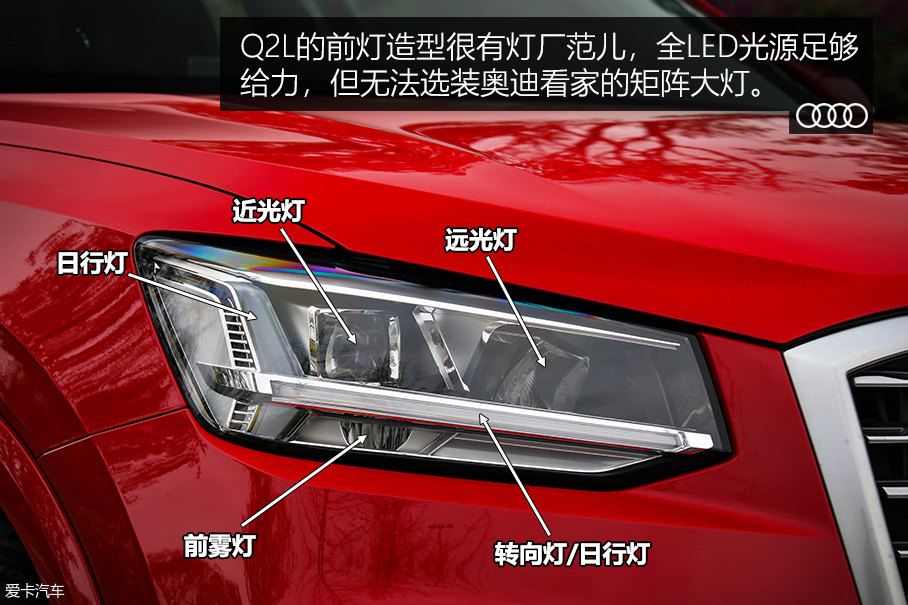 Q2L的前灯造型很有灯厂范儿，全LED光源足够
给力，但无法选装奥迪看家的矩阵大灯。
近光灯
远光灯
日行灯
前雾灯
转向灯/日行灯
爱卡汽车